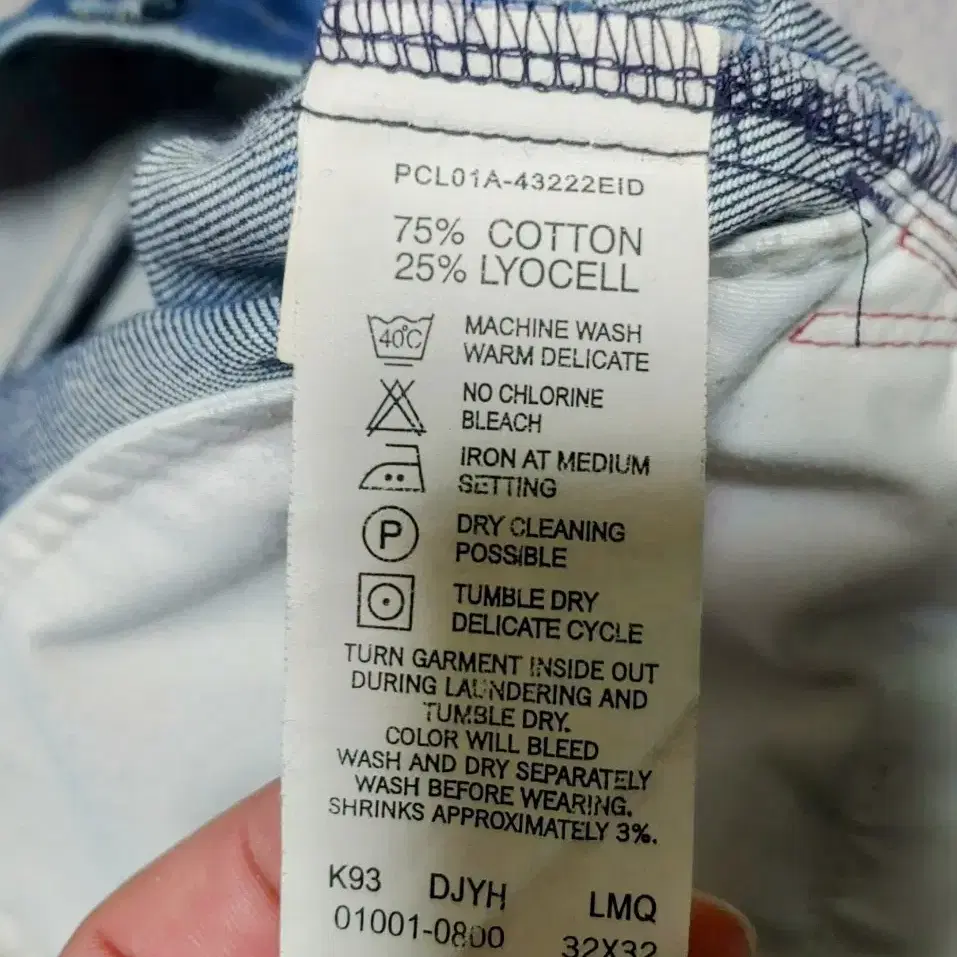 PCL01A-43222EID
75% COTTON
25% LYOCELL
40°C MACHINE WASH
WARM DELICATE
NO CHLORINE
BLEACH
IRON AT MEDIUM
SETTING
P DRY CLEANING
POSSIBLE
TUMBLE DRY
DELICATE CYCLE
TURN GARMENT INSIDE OUT
DURING LAUNDERING AND
TUMBLE DRY.
COLOR WILL BLEED
WASH AND DRY SEPARATELY
WASH BEFORE WEARING.
SHRINKS APPROXIMATELY 3%.
K93 DJYH LMQ
01001-0800 32X32